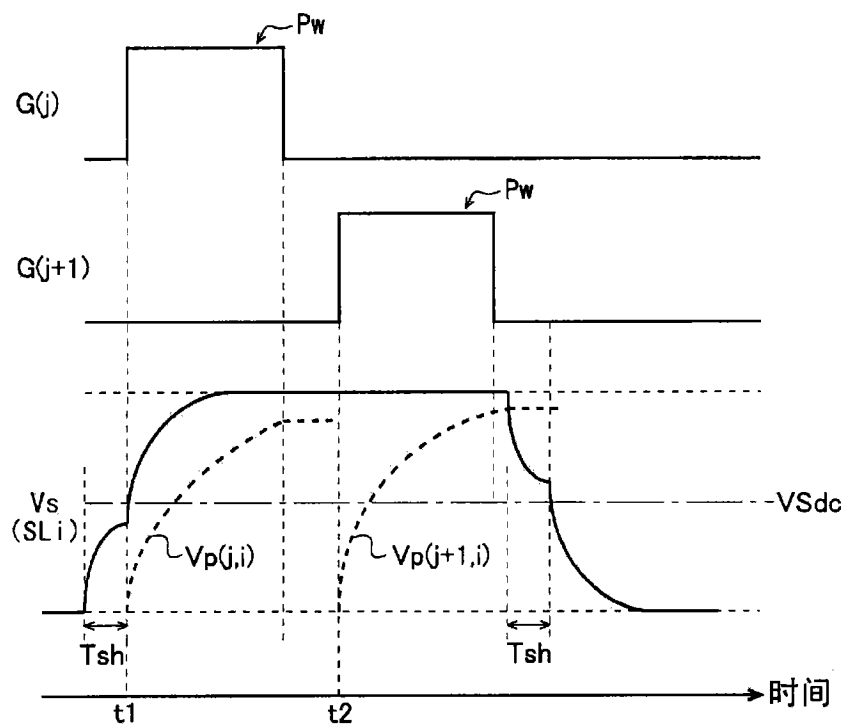 Pw
G(j)
Pw
G(j+1)
Vs
(SLi)
VSdc
Vp(j,i)
Vp(j+1,i)
Tsh
Tsh
t1
t2
时间